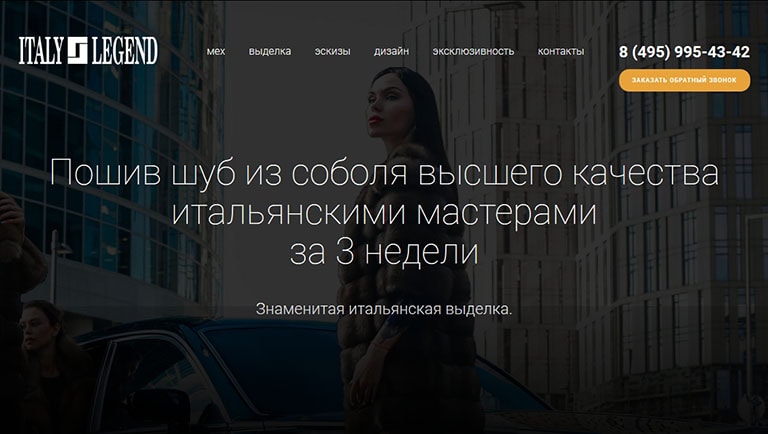 ITALY LEGEND
мех выделка эскизы дизайн эксклюзивность контакты
8 (495) 995-43-42
ЗАКАЗАТЬ ОБРАТНЫЙ ЗВОНОК
Пошив шуб из соболя высшего качества
итальянскими мастерами
за 3 недели
Знаменитая итальянская выделка.